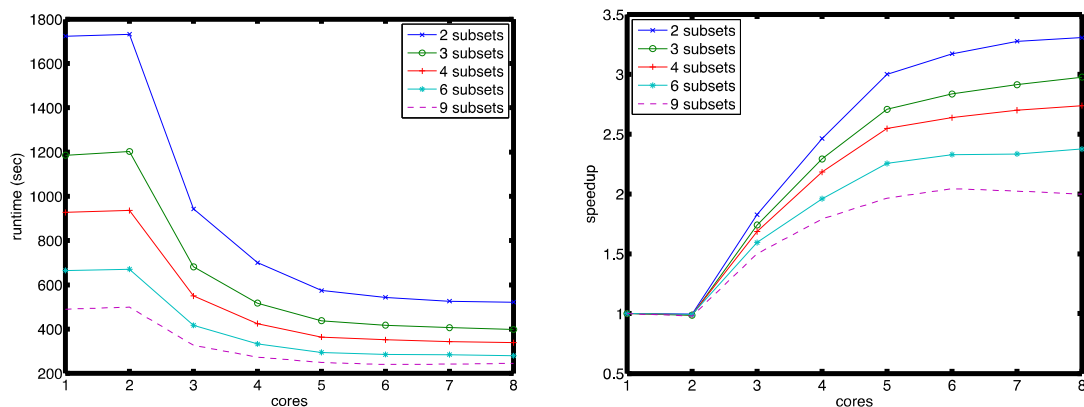 1800
1600
1400
1200
1000
800
600
400
200
runtime (sec)
2 subsets
3 subsets
4 subsets
6 subsets
9 subsets
1 2 3 4 5 6 7 8
cores
3.5
3
2.5
2
1.5
1
0.5
speedup
2 subsets
3 subsets
4 subsets
6 subsets
9 subsets
1 2 3 4 5 6 7 8
cores